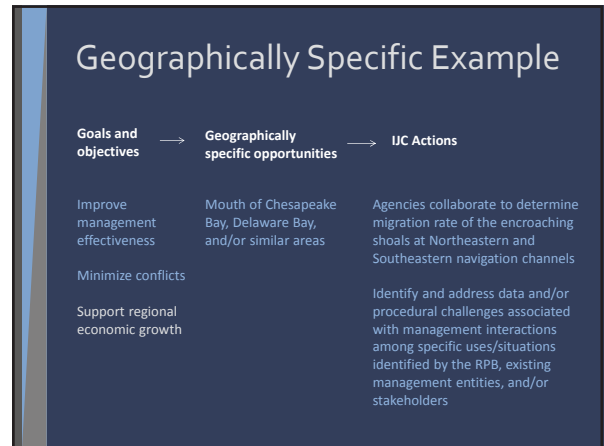 Geographically Specific Example
Goals and
objectives
Geographically
specific opportunities
IJC Actions
Improve
management
effectiveness
Minimize conflicts
Support regional
economic growth
Mouth of Chesapeake
Bay, Delaware Bay,
and/or similar areas
Agencies collaborate to determine
migration rate of the encroaching
shoals at Northeastern and
Southeastern navigation channels
Identify and address data and/or
procedural challenges associated
with management interactions
among specific uses/situations
identified by the RPB, existing
management entities, and/or
stakeholders